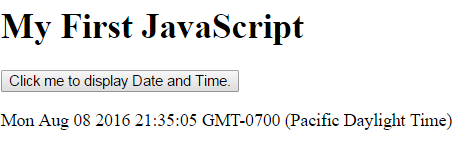 My First JavaScript
Click me to display Date and Time.
Mon Aug 08 2016 21:35:05 GMT-0700 (Pacific Daylight Time)